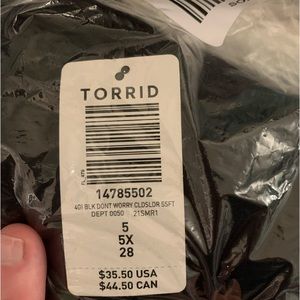 TORRID
14785502
401 BLK DONT WORRY CLDSLDR SSFT
DEPT 0050 21SMR1
5
5X
28
$35.50 USA
$44.50 CAN